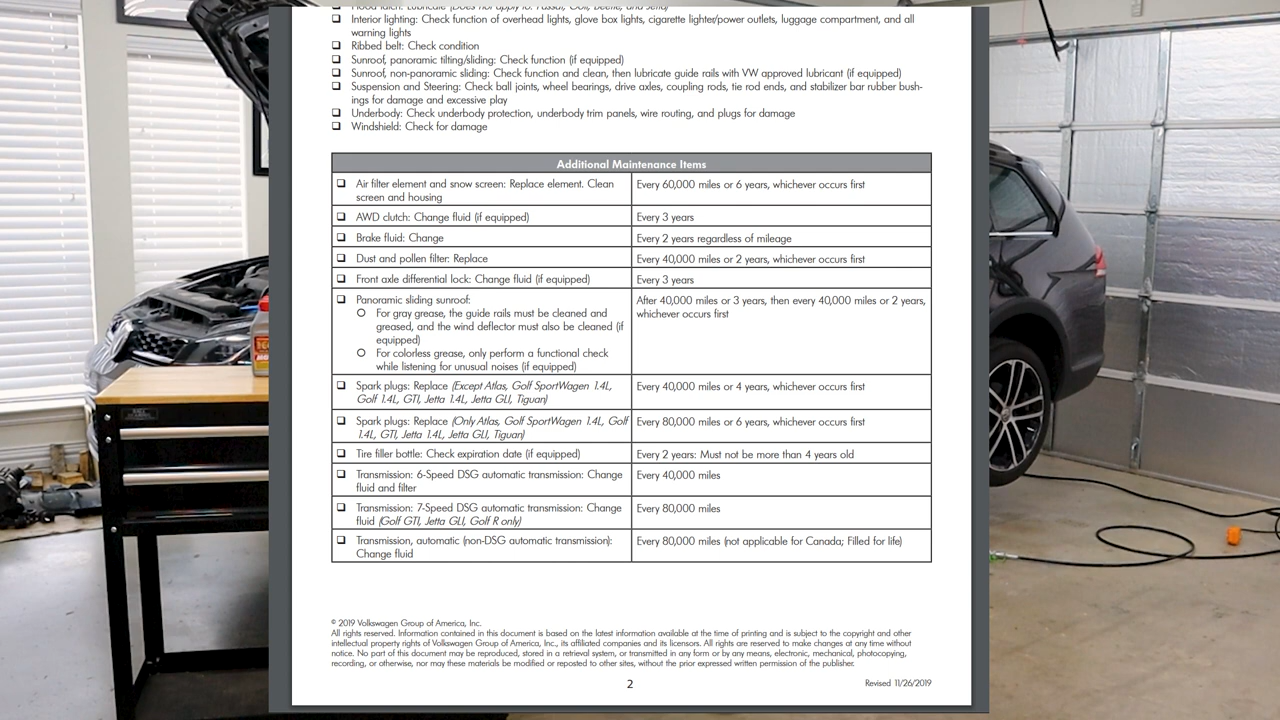 Interior lighting: Check function of overhead lights, glove box lights, cigarette lighter/power outlets, luggage compartment, and all
warning lights
Ribbed belt: Check condition
Sunroof, panoramic tilting/sliding: Check function (if equipped)
Sunroof, non-panoramic sliding: Check function and clean, then lubricate guide rails with VW approved lubricant (if equipped)
Suspension and Steering: Check ball joints, wheel bearings, drive axles, coupling rods, tie rod ends, and stabilizer bar rubber bush-
ings for damage and excessive play
Underbody: Check underbody protection, underbody trim panels, wire routing, and plugs for damage
Windshield: Check for damage
Additional Maintenance Items
Air filter element and snow screen: Replace element. Clean
screen and housing
Every 60,000 miles or 6 years, whichever occurs first
AWD clutch: Change fluid (if equipped)
Every 3 years
Brake fluid: Change
Every 2 years regardless of mileage
Dust and pollen filter: Replace
Every 40,000 miles or 2 years, whichever occurs first
Front axle differential lock: Change fluid (if equipped)
Every 3 years
Panoramic sliding sunroof:
For gray grease, the guide rails must be cleaned and
greased, and the wind deflector must also be cleaned (if
equipped)
For colorless grease, only perform a functional check
while listening for unusual noises (if equipped)
After 40,000 miles or 3 years, then every 40,000 miles or 2 years,
whichever occurs first
Spark plugs: Replace (Except Atlas, Golf SportWagen 1.4L,
Golf 1.4L, GTI, Jetta 1.4L, Jetta GLI, Tiguan)
Every 40,000 miles or 4 years, whichever occurs first
Spark plugs: Replace (Only Atlas, Golf SportWagen 1.4L, Golf
1.4L, GTI, Jetta 1.4L, Jetta GLI, Tiguan)
Every 80,000 miles or 6 years, whichever occurs first
Tire filler bottle: Check expiration date (if equipped)
Every 2 years: Must not be more than 4 years old
Transmission: 6-Speed DSG automatic transmission: Change
fluid and filter
Every 40,000 miles
Transmission: 7-Speed DSG automatic transmission: Change
fluid (Golf GTI, Jetta GLI, Golf R only)
Every 80,000 miles
Transmission, automatic (non-DSG automatic transmission):
Change fluid
Every 80,000 miles (not applicable for Canada; Filled for life)
© 2019 Volkswagen Group of America, Inc.
All rights reserved. Information contained in this document is based on the latest information available at the time of printing and is subject to the copyright and other
intellectual property rights of Volkswagen Group of America, Inc., its affiliated companies and its licensors. All rights are reserved to make changes at any time without
notice. No part of this document may be reproduced, stored in a retrieval system, or transmitted in any form or by any means, electronic, mechanical, photocopying,
recording, or otherwise, nor may these materials be modified or reposted to other sites, without the prior expressed written permission of the publisher.
2
Revised 11/26/2019